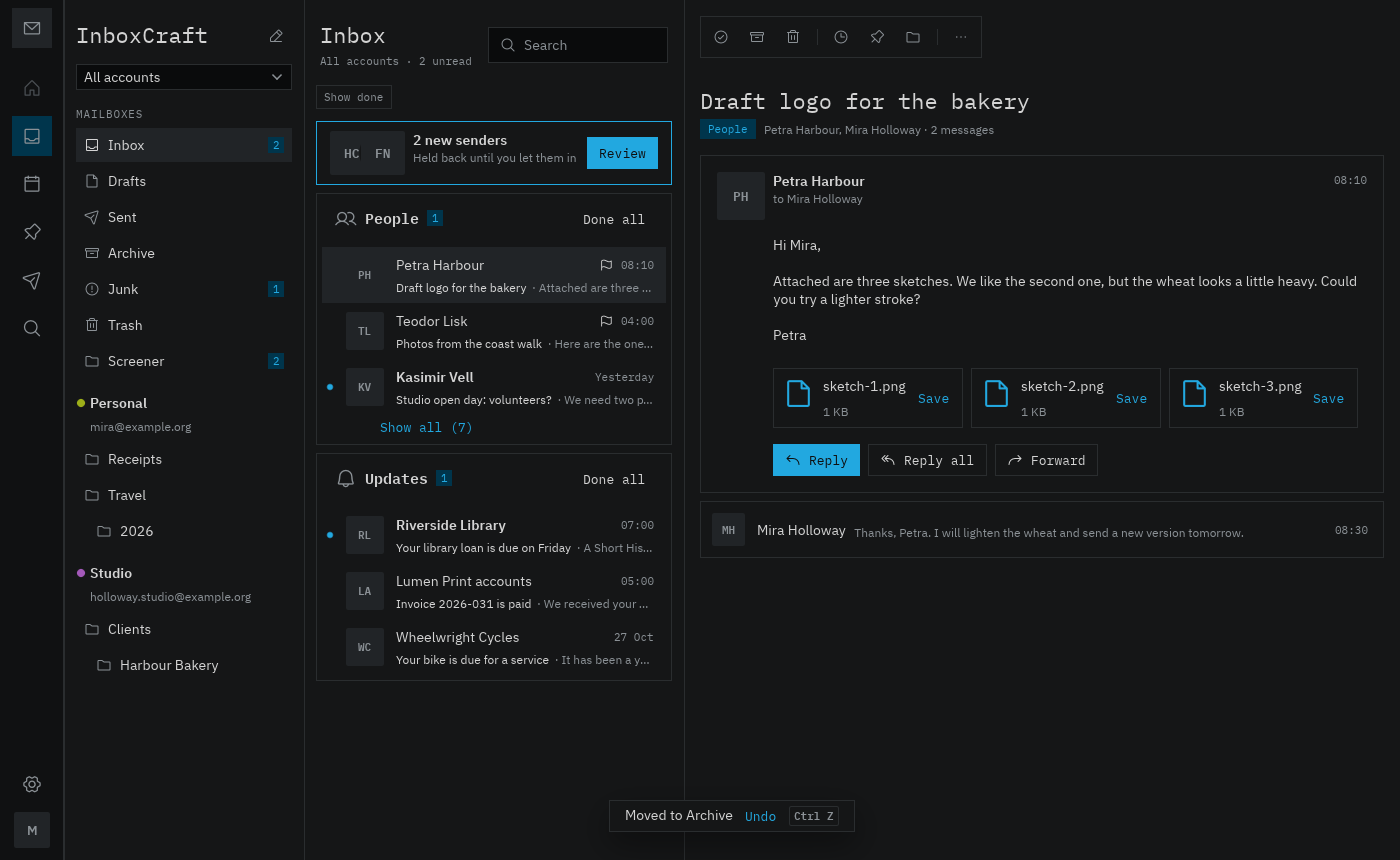 InboxCraft
All accounts
MAILBOXES
Inbox 2
Drafts
Sent
Archive
Junk 1
Trash
Screener 2
Personal
mira@example.org
Receipts
Travel
2026
Studio
holloway.studio@example.org
Clients
Harbour Bakery
M
Inbox
All accounts · 2 unread
Search
Show done
HC FN
2 new senders
Held back until you let them in
Review
People 1 Done all
PH Petra Harbour 08:10
Draft logo for the bakery · Attached are three ...
TL Teodor Lisk 04:00
Photos from the coast walk · Here are the one...
KV Kasimir Vell Yesterday
Studio open day: volunteers? · We need two p...
Show all (7)
Updates 1 Done all
RL Riverside Library 07:00
Your library loan is due on Friday · A Short His...
LA Lumen Print accounts 05:00
Invoice 2026-031 is paid · We received your ...
WC Wheelwright Cycles 27 Oct
Your bike is due for a service · It has been a y...
Draft logo for the bakery
People Petra Harbour, Mira Holloway · 2 messages
PH Petra Harbour 08:10
to Mira Holloway
Hi Mira,
Attached are three sketches. We like the second one, but the wheat looks a little heavy. Could
you try a lighter stroke?
Petra
sketch-1.png 1 KB Save
sketch-2.png 1 KB Save
sketch-3.png 1 KB Save
Reply Reply all Forward
MH Mira Holloway Thanks, Petra. I will lighten the wheat and send a new version tomorrow. 08:30
Moved to Archive Undo Ctrl Z